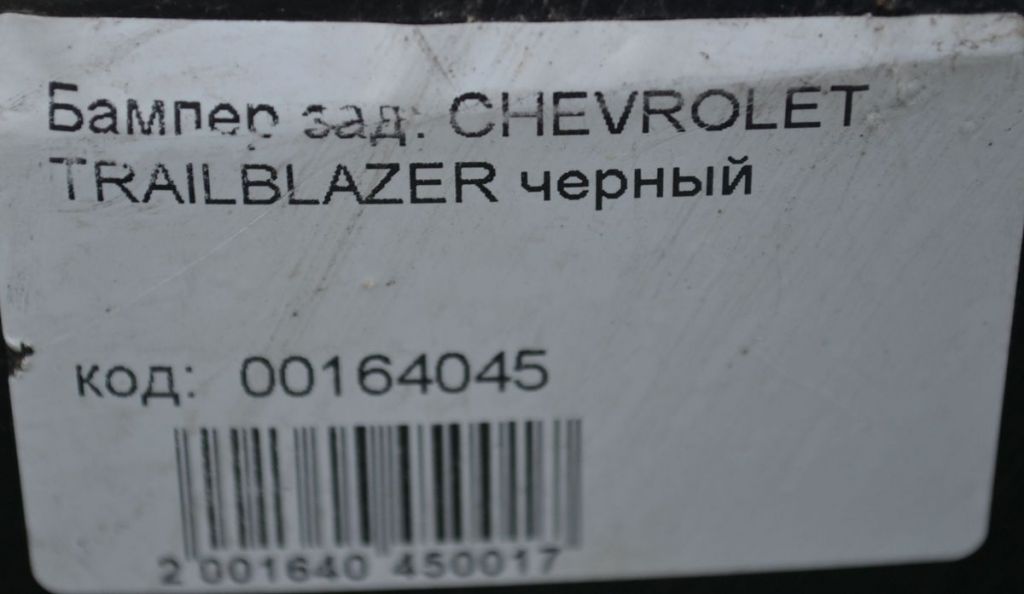 Бампер зад. CHEVROLET
TRAILBLAZER черный
код: 00164045
2 001640 450017